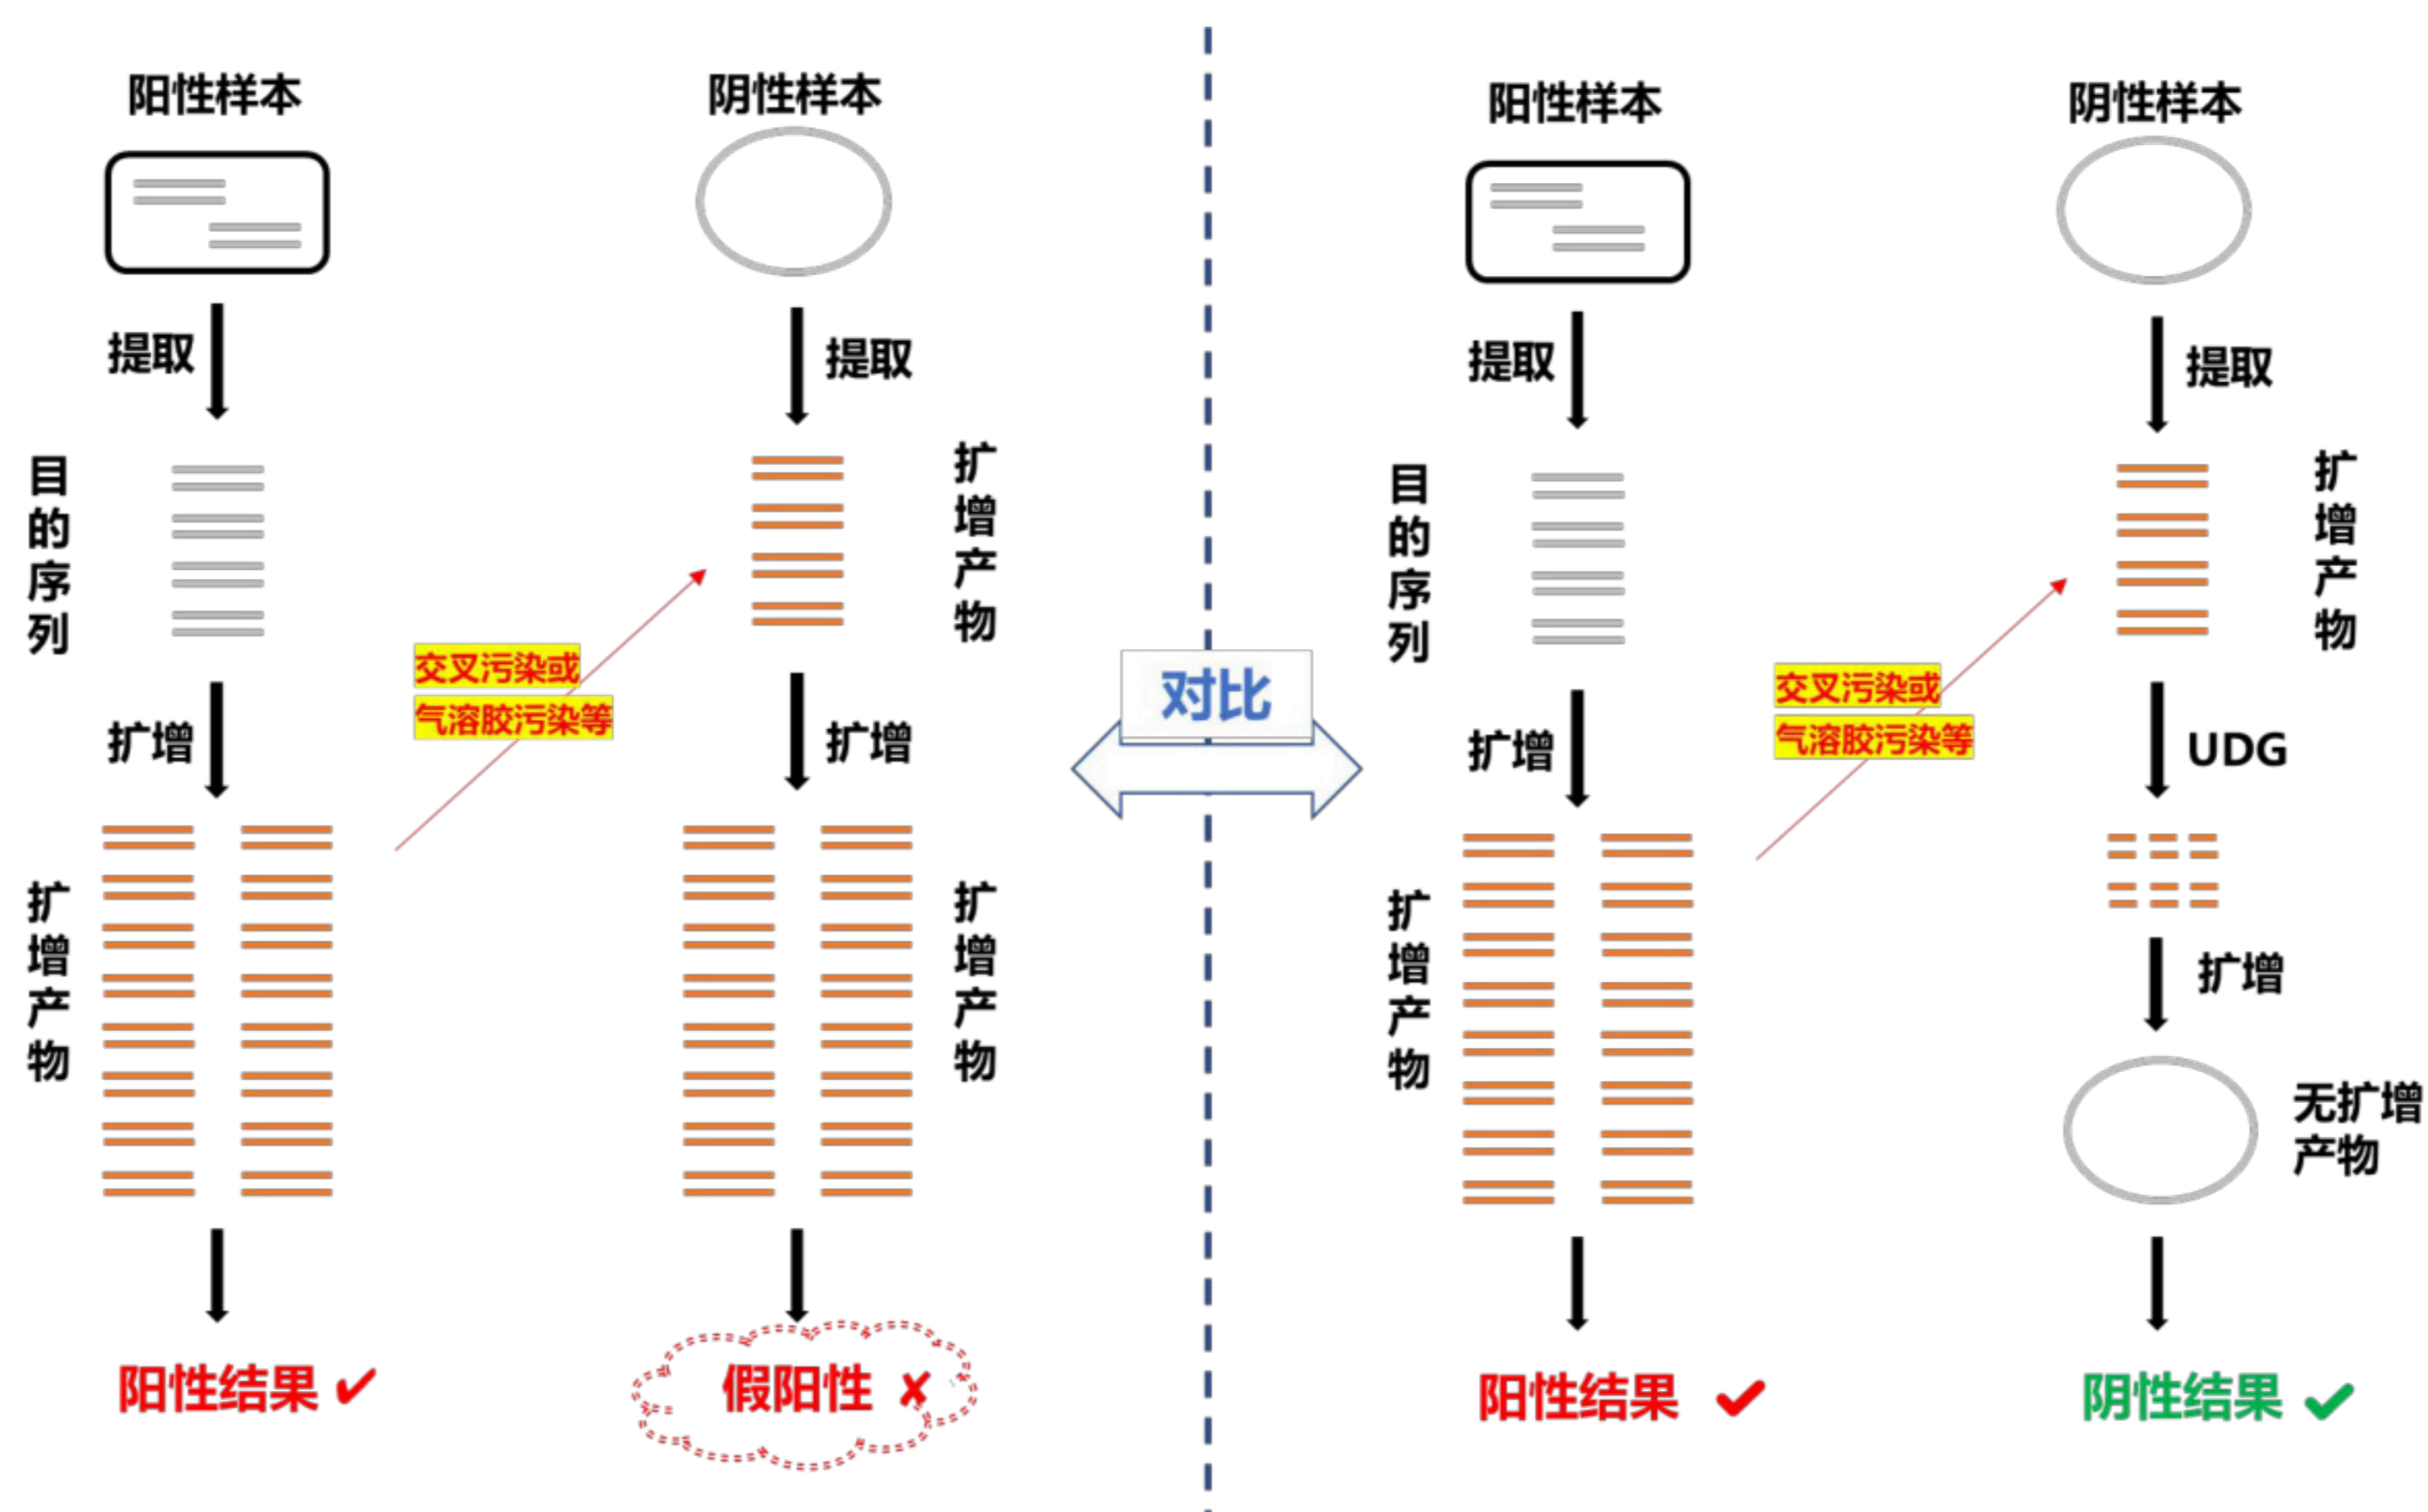 阳性样本
阴性样本
提取
提取
目的序列
扩增产物
交叉污染或
气溶胶污染等
扩增
扩增
扩增产物
扩增产物
阳性结果 ✔
假阳性 ✘
对比
阳性样本
阴性样本
提取
提取
目的序列
扩增产物
交叉污染或
气溶胶污染等
扩增
UDG
扩增产物
扩增
无扩增
产物
阳性结果 ✔
阴性结果 ✔